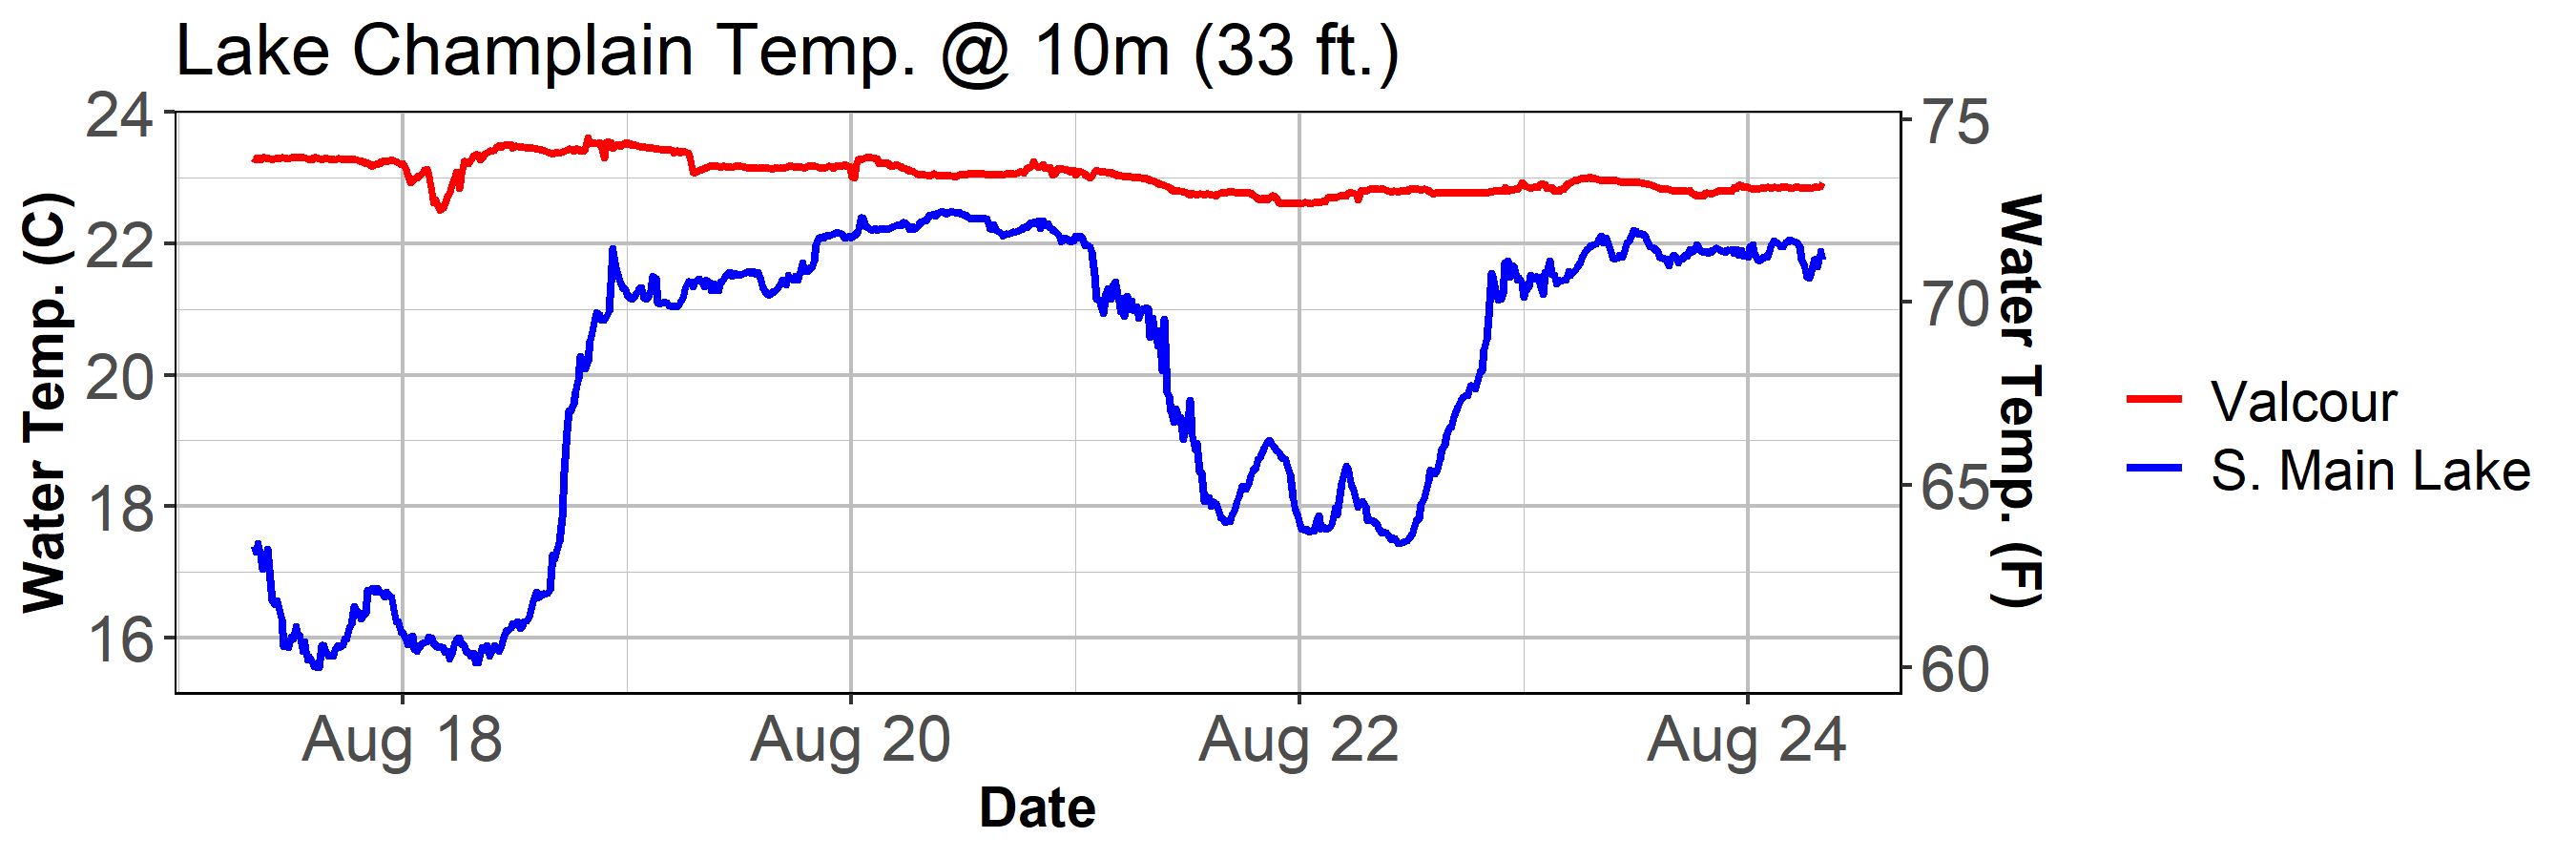 Lake Champlain Temp. @ 10m (33 ft.)
Water Temp. (C)
24
22
20
18
16
75
70
65
60
Water Temp. (F)
Aug 18
Aug 20
Aug 22
Aug 24
Date
Valcour
S. Main Lake